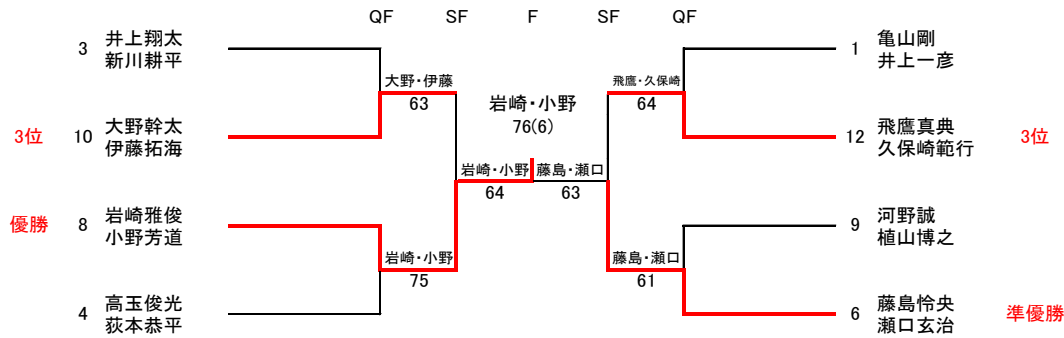 QF SF F SF QF
3 井上翔太 新川耕平
1 亀山剛 井上一彦
大野・伊藤 63
飛鷹・久保崎 64
岩崎・小野
76(6)
3位 10 大野幹太 伊藤拓海
12 飛鷹真典 久保崎範行 3位
岩崎・小野 64
藤島・瀬口 63
優勝 8 岩崎雅俊 小野芳道
9 河野誠 植山博之
岩崎・小野 75
藤島・瀬口 61
4 高玉俊光 荻本恭平
6 藤島怜央 瀬口玄治 準優勝